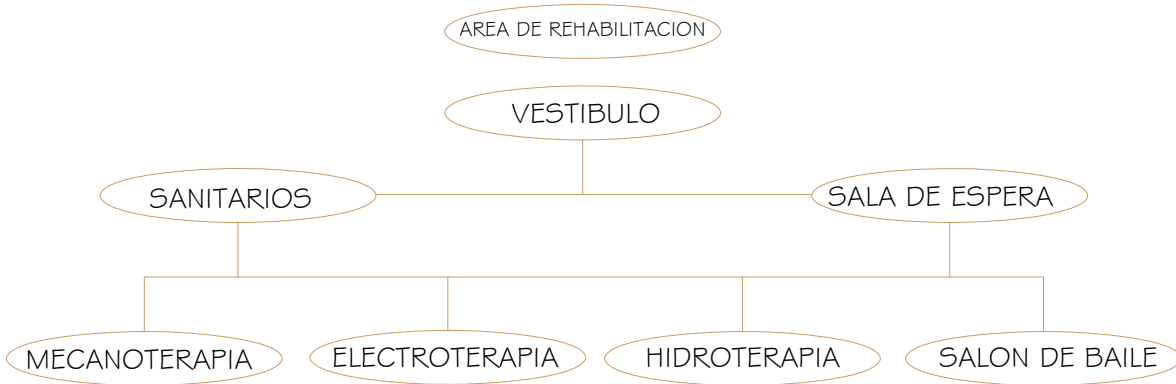 AREA DE REHABILITACION
VESTIBULO
SANITARIOS
SALA DE ESPERA
MECANOTERAPIA
ELECTROTERAPIA
HIDROTERAPIA
SALON DE BAILE